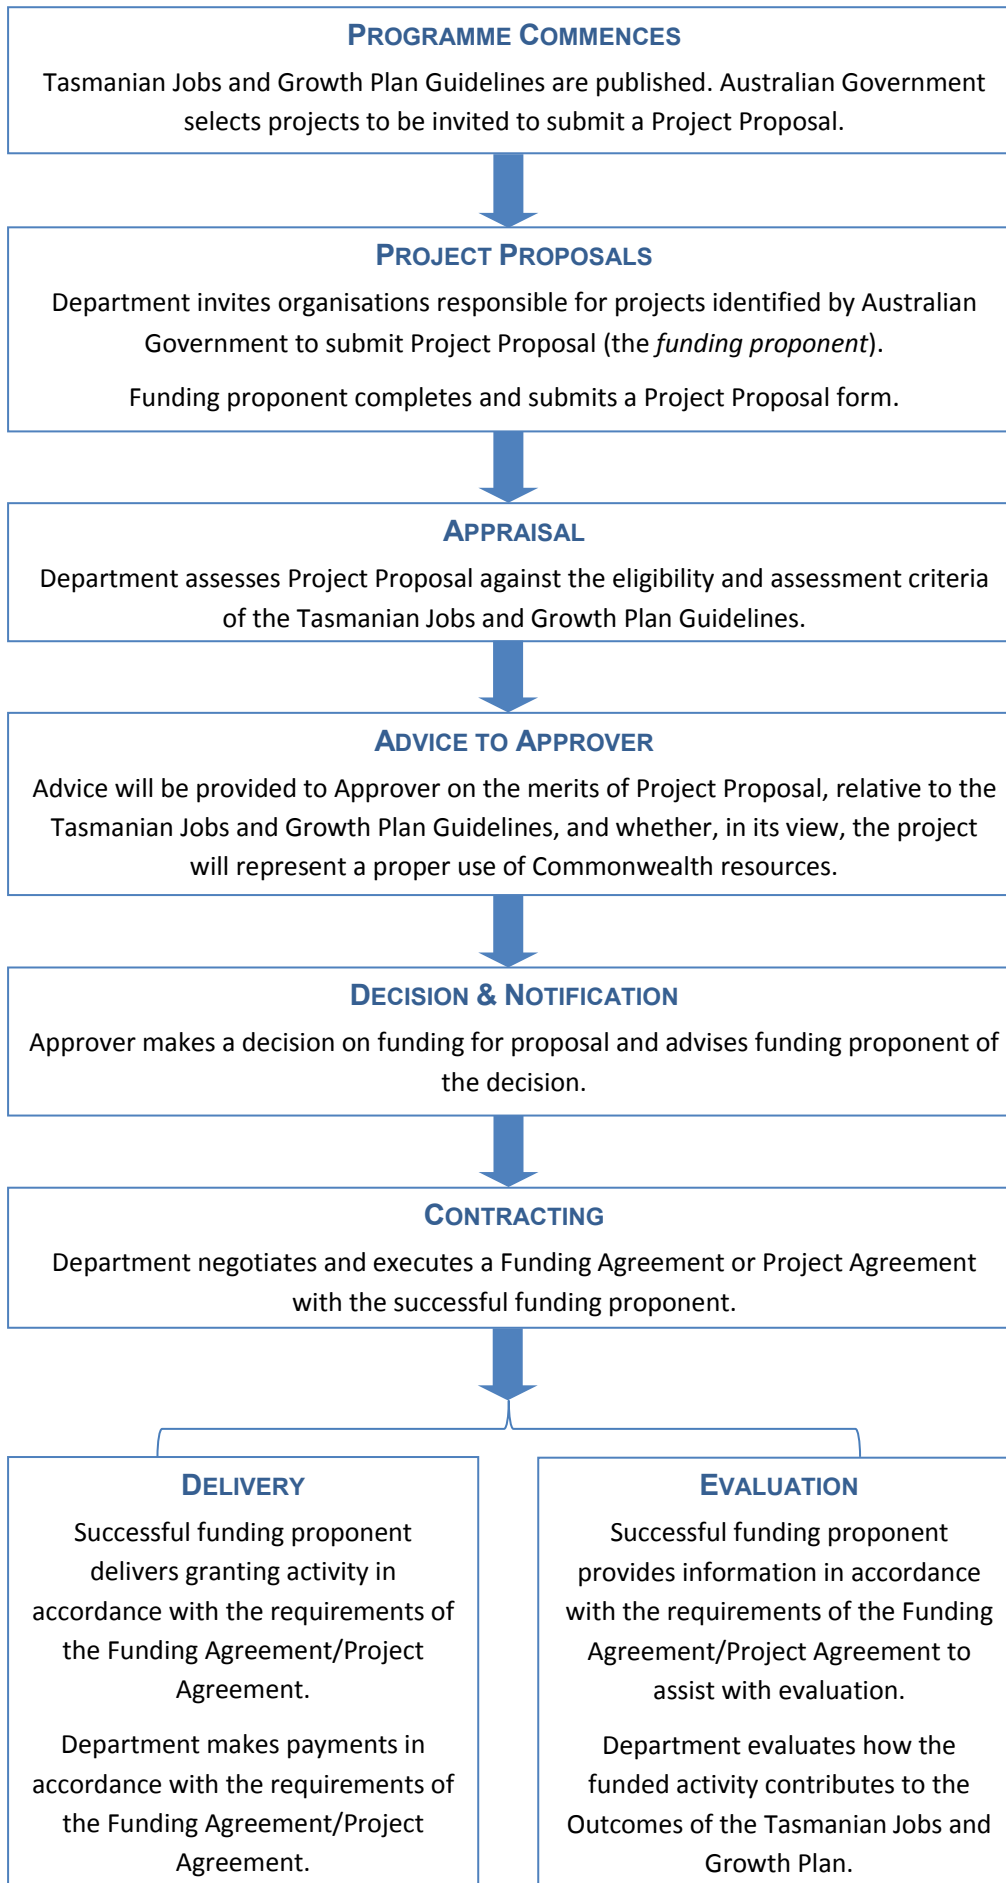 PROGRAMME COMMENCES
Tasmanian Jobs and Growth Plan Guidelines are published. Australian Government
selects projects to be invited to submit a Project Proposal.
PROJECT PROPOSALS
Department invites organisations responsible for projects identified by Australian
Government to submit Project Proposal (the funding proponent).
Funding proponent completes and submits a Project Proposal form.
APPRAISAL
Department assesses Project Proposal against the eligibility and assessment criteria
of the Tasmanian Jobs and Growth Plan Guidelines.
ADVICE TO APPROVER
Advice will be provided to Approver on the merits of Project Proposal, relative to the
Tasmanian Jobs and Growth Plan Guidelines, and whether, in its view, the project
will represent a proper use of Commonwealth resources.
DECISION & NOTIFICATION
Approver makes a decision on funding for proposal and advises funding proponent of
the decision.
CONTRACTING
Department negotiates and executes a Funding Agreement or Project Agreement
with the successful funding proponent.
DELIVERY
Successful funding proponent
delivers granting activity in
accordance with the requirements of
the Funding Agreement/Project
Agreement.
Department makes payments in
accordance with the requirements of
the Funding Agreement/Project
Agreement.
EVALUATION
Successful funding proponent
provides information in accordance
with the requirements of the Funding
Agreement/Project Agreement to
assist with evaluation.
Department evaluates how the
funded activity contributes to the
Outcomes of the Tasmanian Jobs and
Growth Plan.